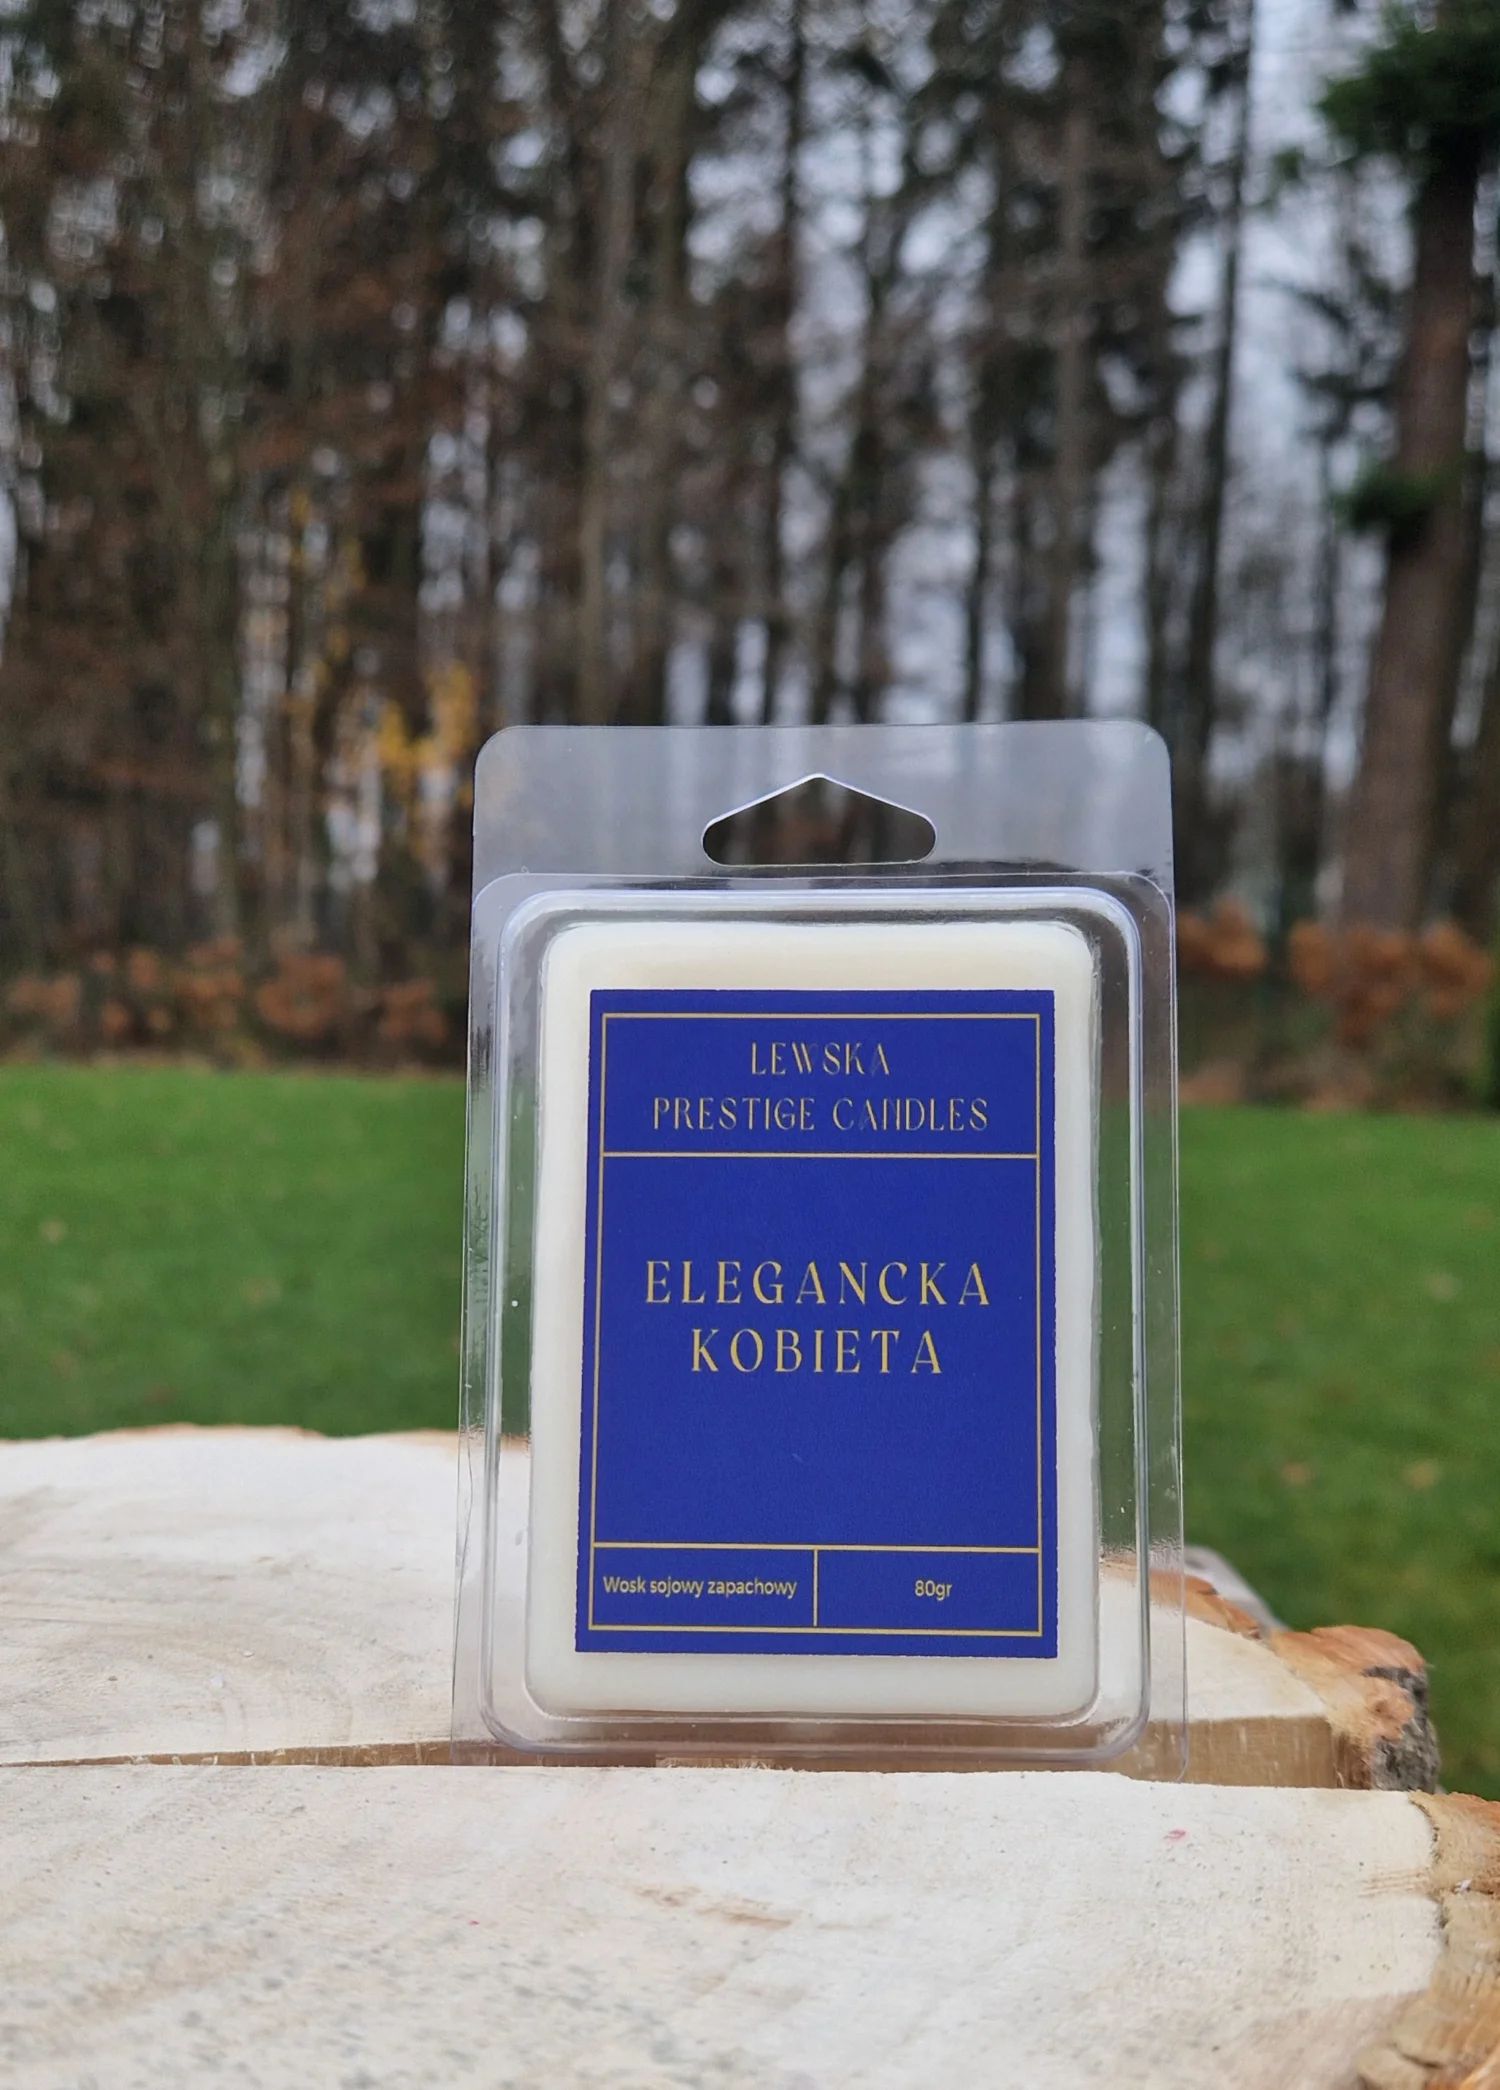 LEWSKA
PRESTIGE CANDLES
ELEGANCKA
KOBIETA
Wosk sojowy zapachowy
80gr